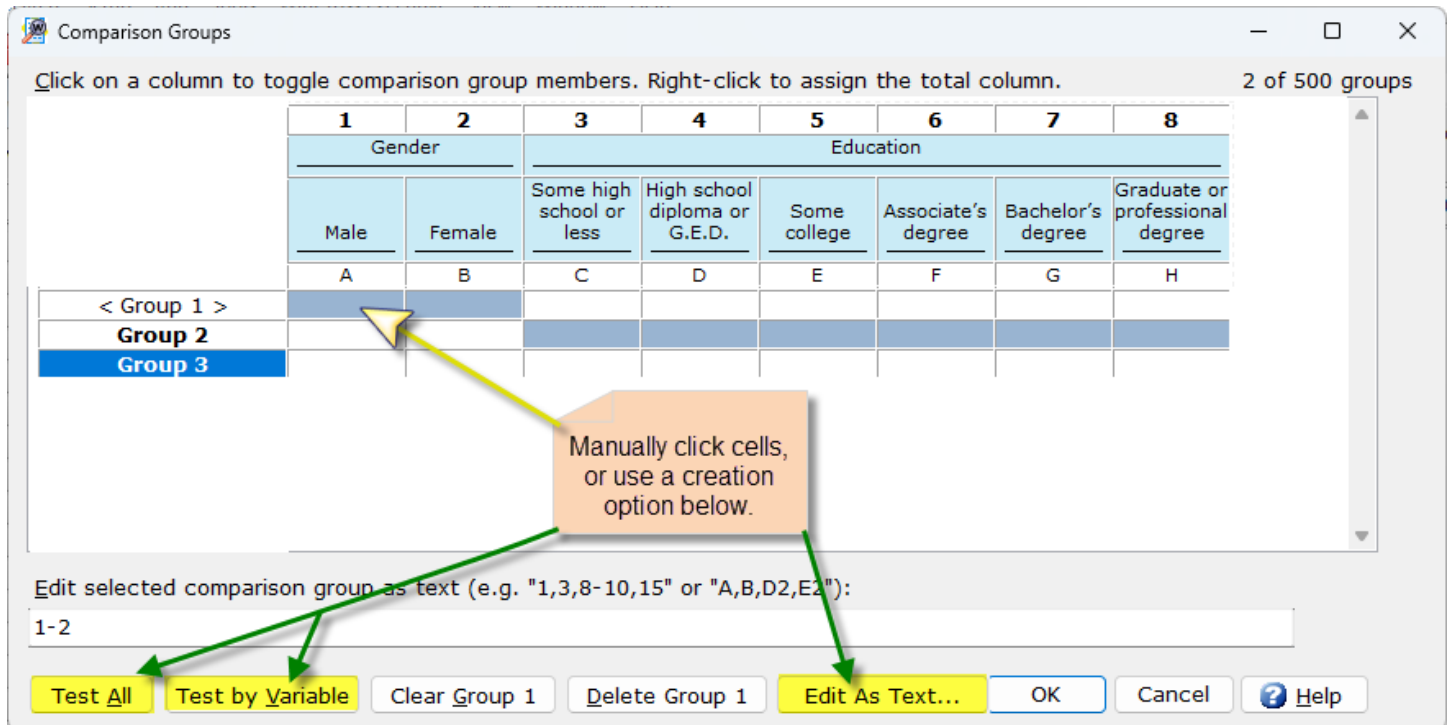 Comparison Groups
Click on a column to toggle comparison group members. Right-click to assign the total column. 2 of 500 groups
1 2 3 4 5 6 7 8
Gender Education
Male Female Some high school or less High school diploma or G.E.D. Some college Associate's degree Bachelor's degree Graduate or professional degree
A B C D E F G H
< Group 1 >
Group 2
Group 3
Manually click cells,
or use a creation
option below.
Edit selected comparison group as text (e.g. "1,3,8-10,15" or "A,B,D2,E2"):
1-2
Test All Test by Variable Clear Group 1 Delete Group 1 Edit As Text... OK Cancel Help